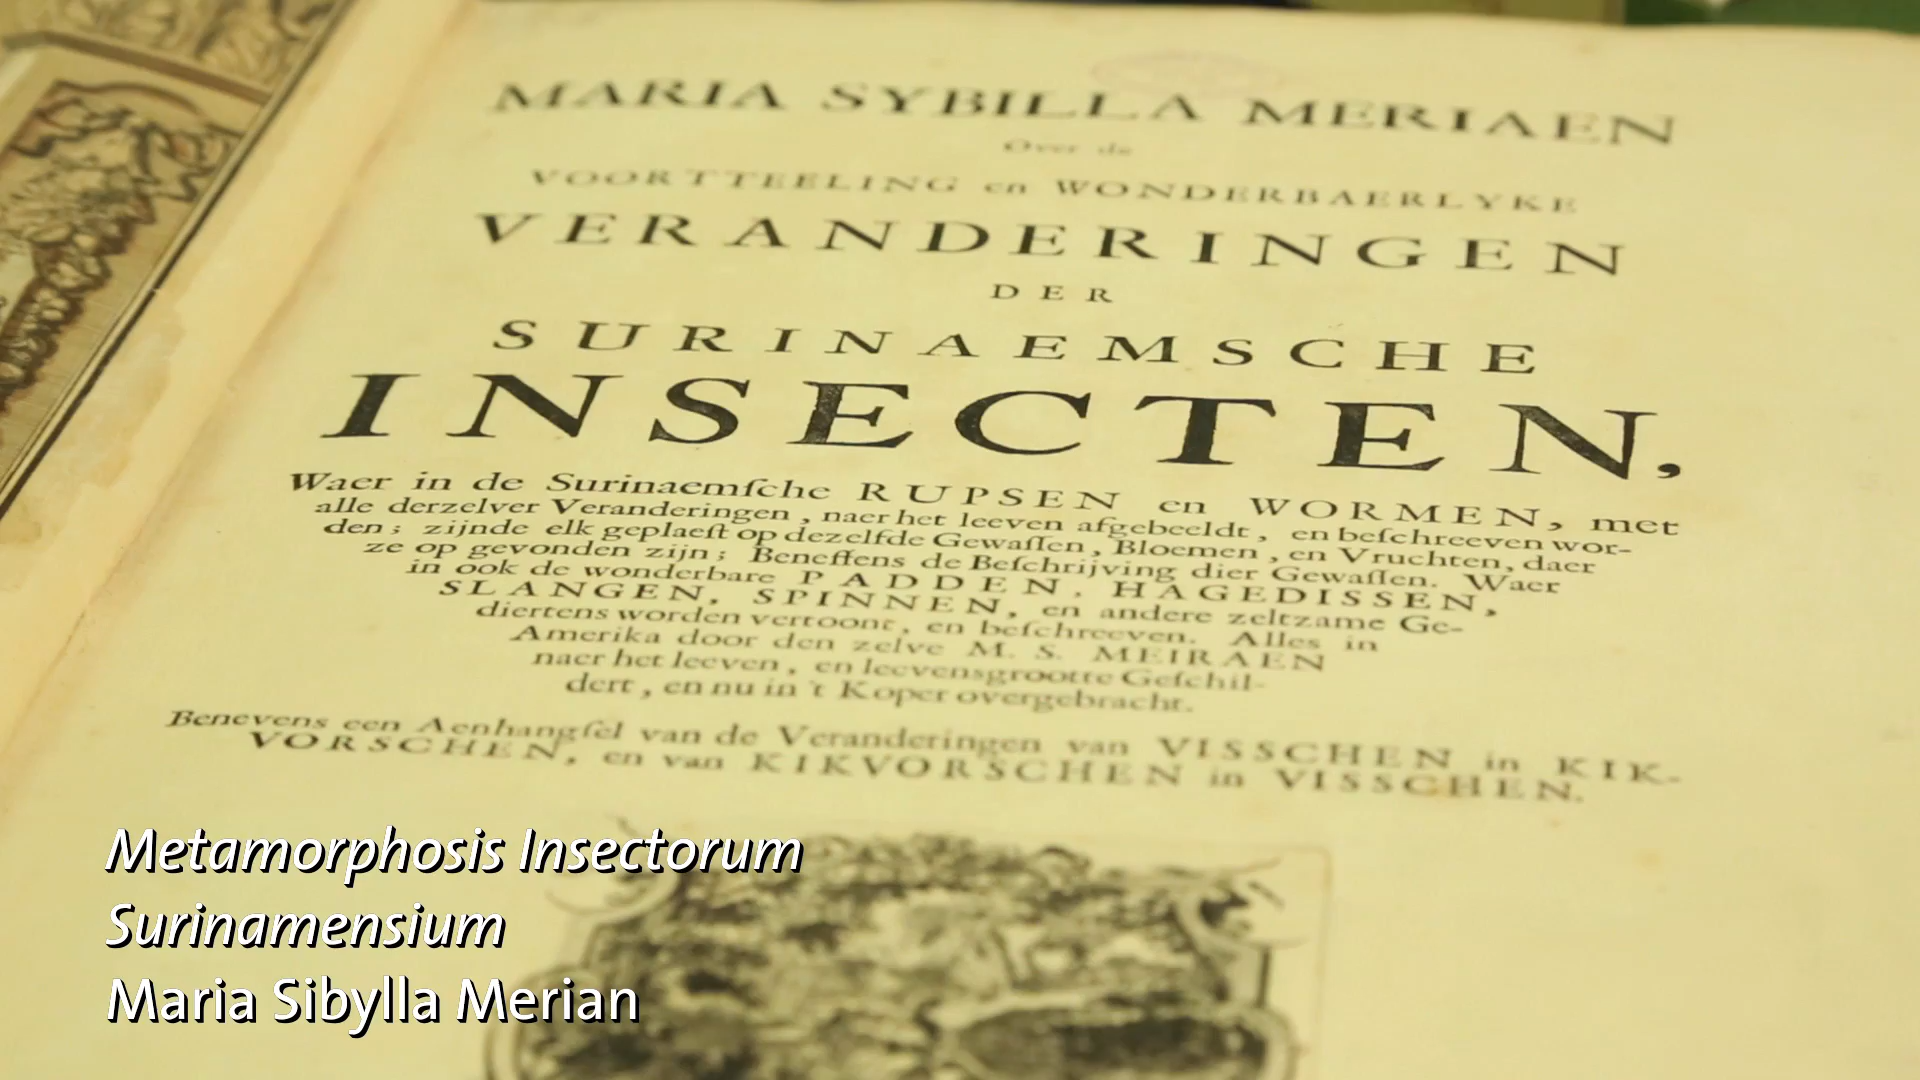 MARIA SYBILLA MERIAEN
Over de
VOORTTEELING en WONDERBAERLYKE
VERANDERINGEN
DER
SURINAEMSCHE
INSECTEN,
Waer in de Surinaemſche RUPSEN en WORMEN, met
alle derzelver Veranderingen, naer het leeven afgebeeldt, en beſchreeven wor-
den; zijnde elk geplaeſt op dezelfde Gewaſſen, Bloemen, en Vruchten, daer
ze op gevonden zijn; Beneffens de Beſchrijving dier Gewaſſen. Waer
in ook de wonderbare PADDEN, HAGEDISSEN,
SLANGEN, SPINNEN, en andere zeltzame Ge-
diertens worden vertoont, en beſchreeven. Alles in
Amerika door den zelve M. S. MEIRAEN
naer het leeven, en leevensgrootte Geſchil-
dert, en nu in 't Koper overgebracht.
Benevens een Aenhangſel van de Veranderingen van VISSCHEN in KIK-
VORSCHEN, en van KIKVORSCHEN in VISSCHEN.
Metamorphosis Insectorum
Surinamensium
Maria Sibylla Merian